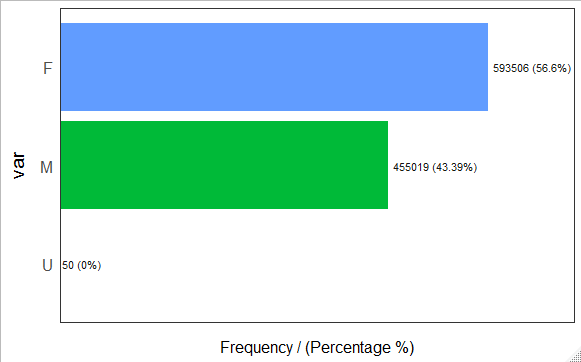 F
593506 (56.6%)
var
M
455019 (43.39%)
U
50 (0%)
Frequency / (Percentage %)